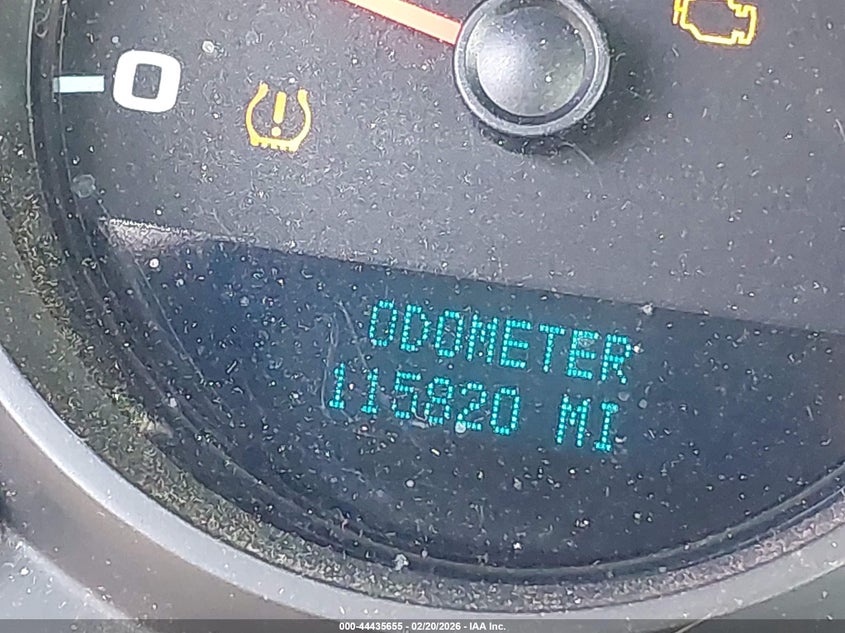 0
ODOMETER
115820 MI
000-44435655 - 02/20/2026 - IAA Inc.